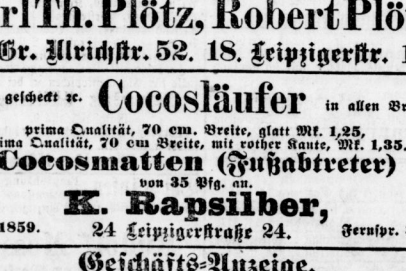 rl Th. Plötz, Robert Plö
Gr. Ulrichstr. 52. 18. Leipzigerstr. 1
gescheckt ꝛc. Cocosläufer in allen Br
prima Qualität, 70 cm. Breite, glatt Mk. 1,25,
ima Qualität, 70 cm Breite, mit rother Kante, Mk. 1,35,
Cocosmatten (Fußabtreter)
von 35 Pfg. an.
K. Rapsilber,
1859. 24 Leipzigerstraße 24. Fernspr.
Geschäfts-Anzeige.